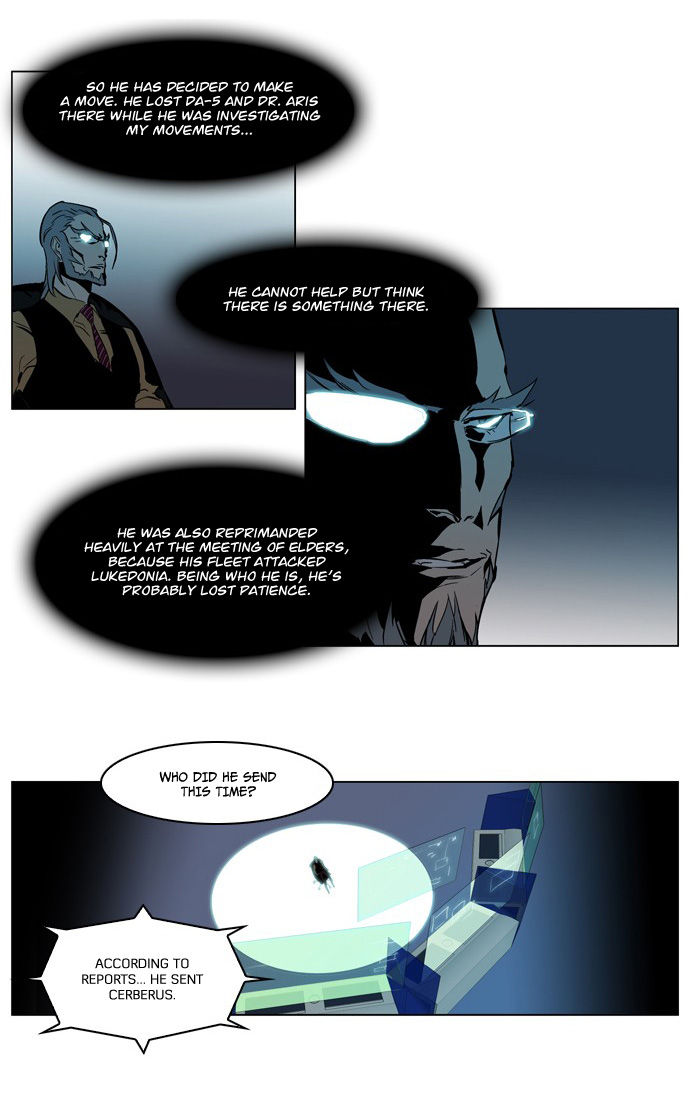 SO HE HAS DECIDED TO MAKE
A MOVE. HE LOST DA-5 AND DR. ARIS
THERE WHILE HE WAS INVESTIGATING
MY MOVEMENTS...
HE CANNOT HELP BUT THINK
THERE IS SOMETHING THERE.
HE WAS ALSO REPRIMANDED
HEAVILY AT THE MEETING OF ELDERS,
BECAUSE HIS FLEET ATTACKED
LUKEDONIA. BEING WHO HE IS, HE'S
PROBABLY LOST PATIENCE.
WHO DID HE SEND
THIS TIME?
ACCORDING TO
REPORTS... HE SENT
CERBERUS.